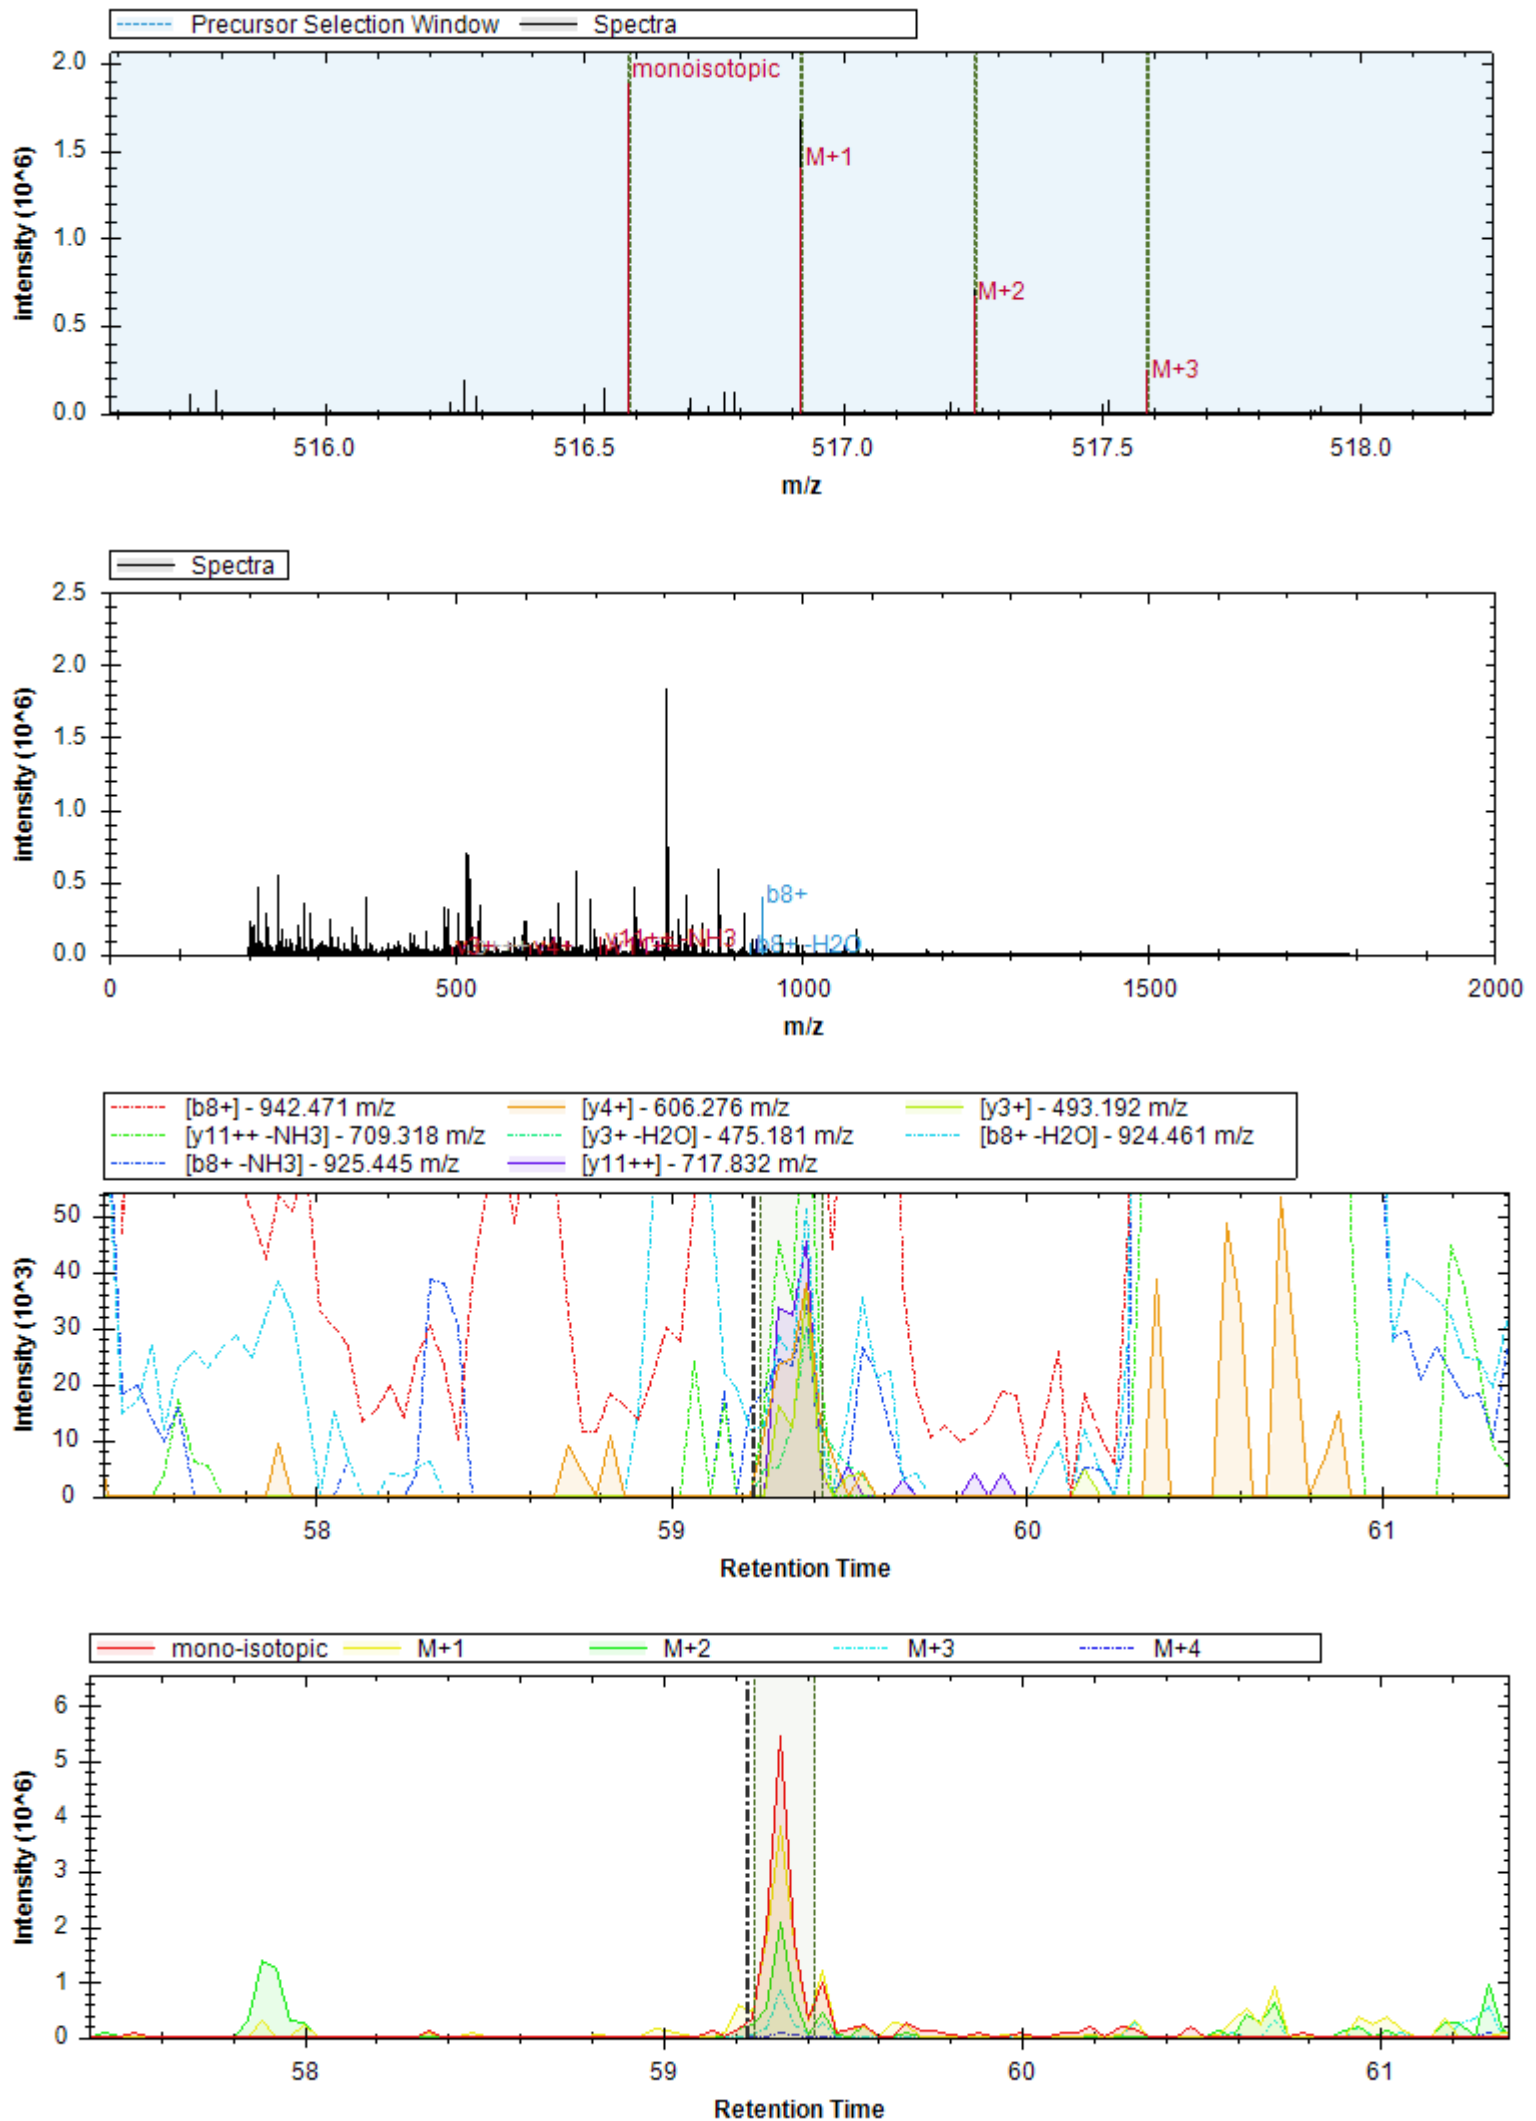 Precursor Selection Window Spectra
2.0
1.5
1.0
0.5
0.0
intensity (10^6)
monoisotopic
M+1
M+2
M+3
516.0 516.5 517.0 517.5 518.0
m/z
Spectra
2.5
2.0
1.5
1.0
0.5
0.0
intensity (10^6)
b8+
y11++ -NH3
b8+ -H2O
y4+
0 500 1000 1500 2000
m/z
[b8+] - 942.471 m/z [y4+] - 606.276 m/z [y3+] - 493.192 m/z
[y11++ -NH3] - 709.318 m/z [y3+ -H2O] - 475.181 m/z [b8+ -H2O] - 924.461 m/z
[b8+ -NH3] - 925.445 m/z [y11++] - 717.832 m/z
50
40
30
20
10
0
Intensity (10^3)
58 59 60 61
Retention Time
mono-isotopic M+1 M+2 M+3 M+4
6
5
4
3
2
1
0
Intensity (10^6)
58 59 60 61
Retention Time